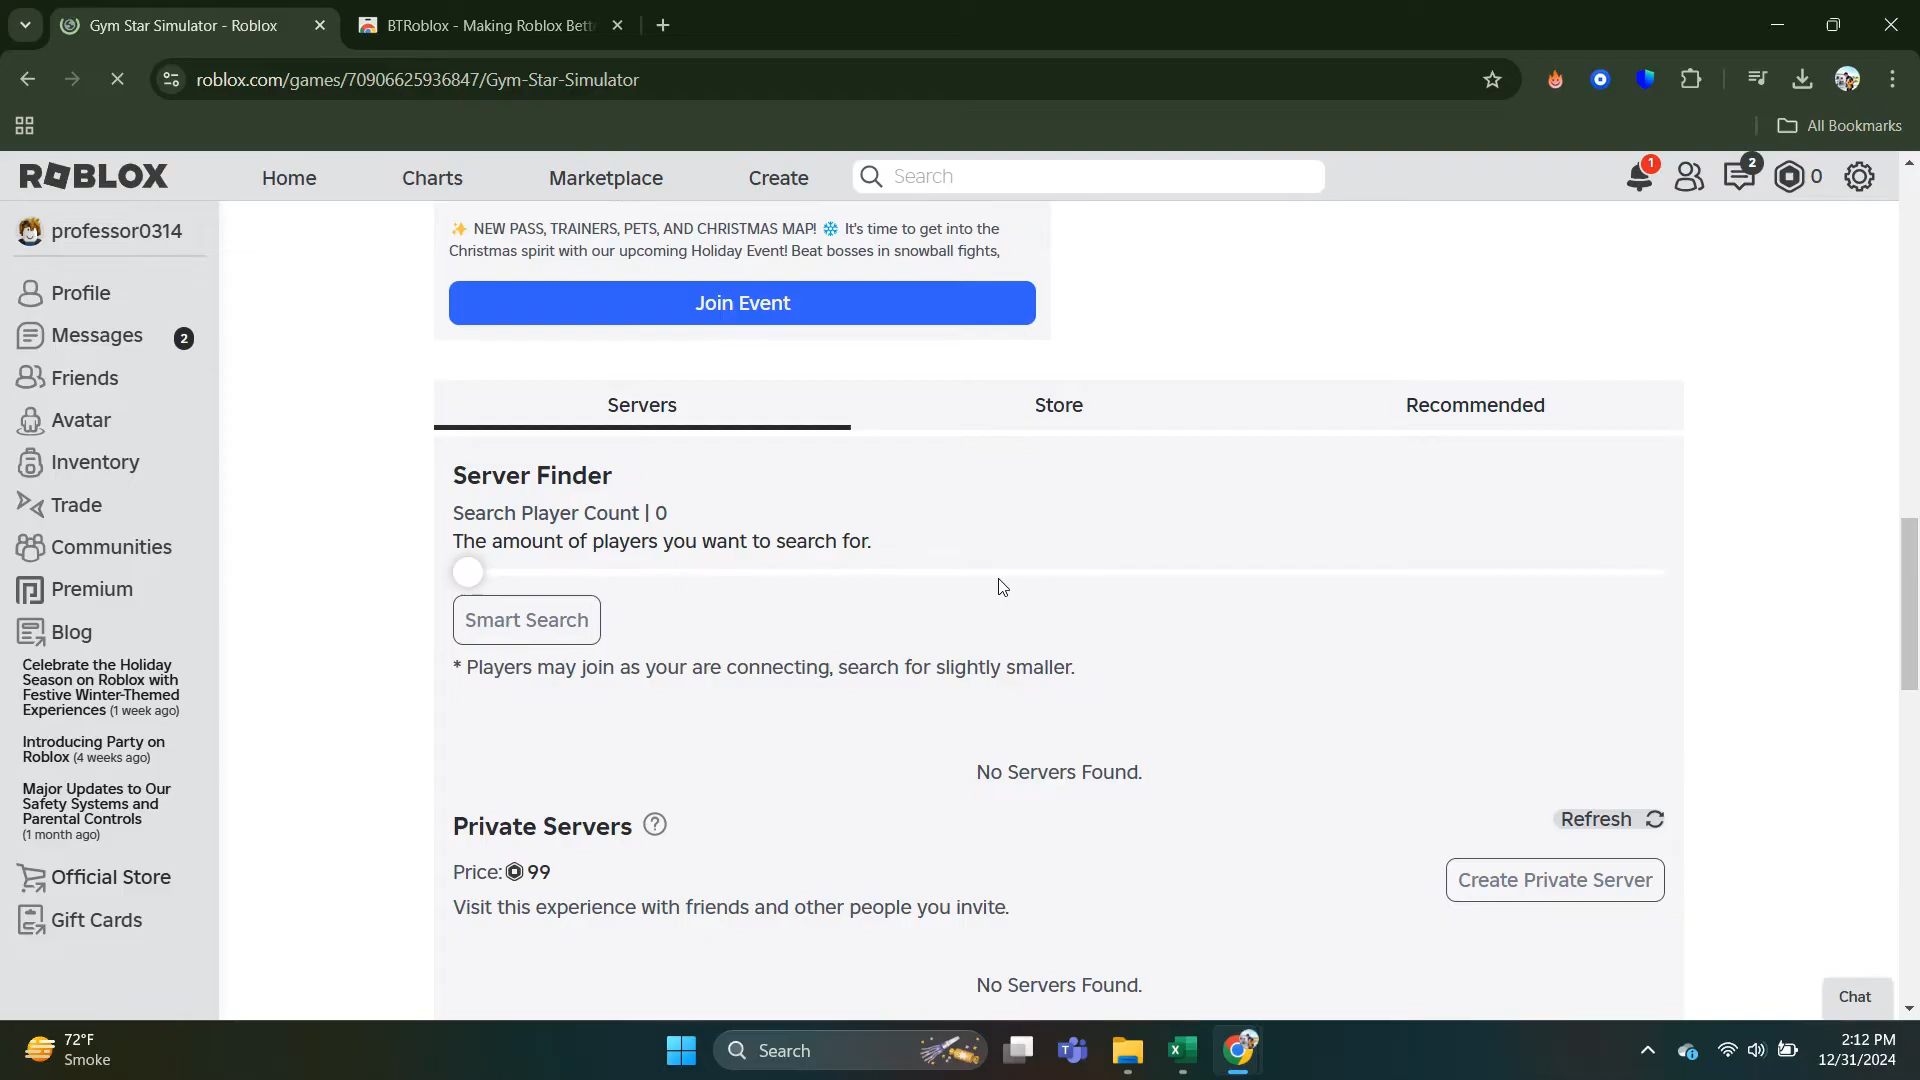 Gym Star Simulator - Roblox
BTRoblox - Making Roblox Bett
roblox.com/games/70906625936847/Gym-Star-Simulator
All Bookmarks
ROBLOX
Home
Charts
Marketplace
Create
Search
1
2
0
professor0314
Profile
Messages
2
Friends
Avatar
Inventory
Trade
Communities
Premium
Blog
Celebrate the Holiday
Season on Roblox with
Festive Winter-Themed
Experiences (1 week ago)
Introducing Party on
Roblox (4 weeks ago)
Major Updates to Our
Safety Systems and
Parental Controls
(1 month ago)
Official Store
Gift Cards
✨ NEW PASS, TRAINERS, PETS, AND CHRISTMAS MAP! ❄️ It's time to get into the
Christmas spirit with our upcoming Holiday Event! Beat bosses in snowball fights,
Join Event
Servers
Store
Recommended
Server Finder
Search Player Count | 0
The amount of players you want to search for.
Smart Search
* Players may join as your are connecting, search for slightly smaller.
No Servers Found.
Private Servers
Refresh
Price: 99
Create Private Server
Visit this experience with friends and other people you invite.
No Servers Found.
Chat
72°F
Smoke
Search
2:12 PM
12/31/2024